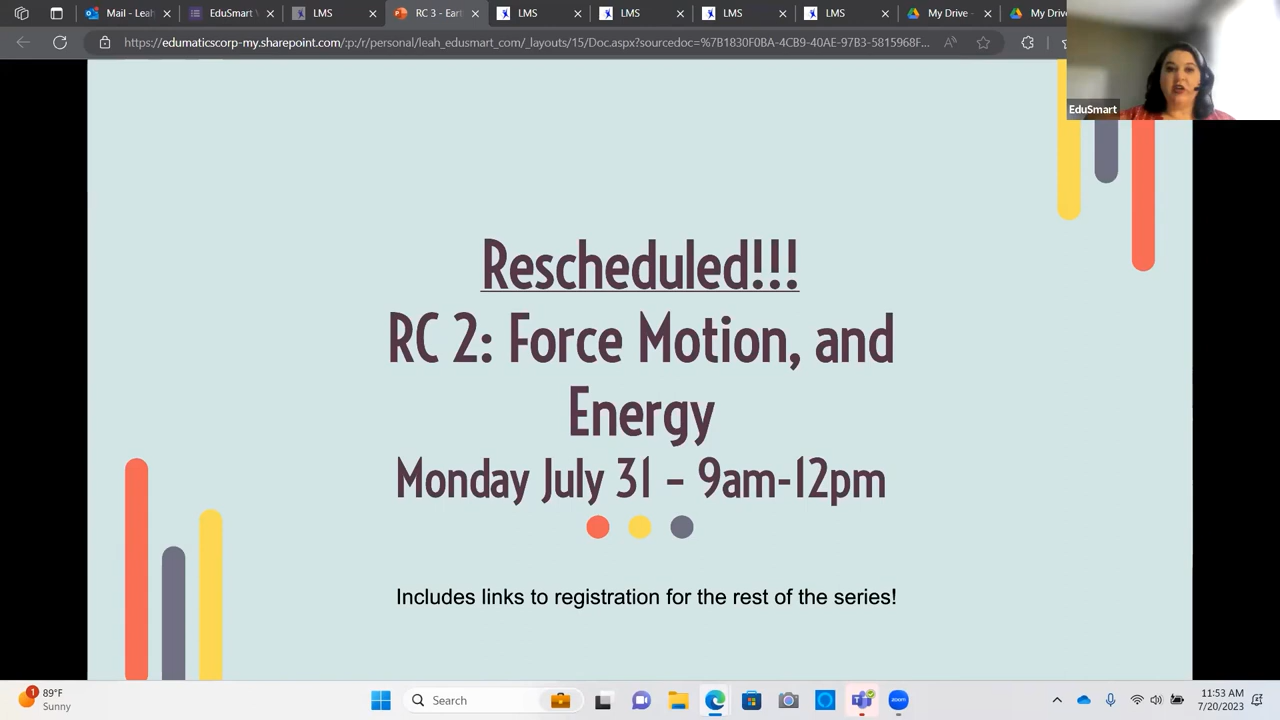 Mail - Leah
EduSmart V
LMS
RC 3 - Eart
LMS
LMS
LMS
LMS
My Drive -
My Drive
https://edumaticscorp-my.sharepoint.com/:p:/r/personal/leah_edusmart_com/_layouts/15/Doc.aspx?sourcedoc=%7B1830F0BA-4CB9-40AE-97B3-5815968F...
EduSmart
Rescheduled!!!
RC 2: Force Motion, and
Energy
Monday July 31 – 9am-12pm
Includes links to registration for the rest of the series!
1
89°F
Sunny
Search
zoom
11:53 AM
7/20/2023